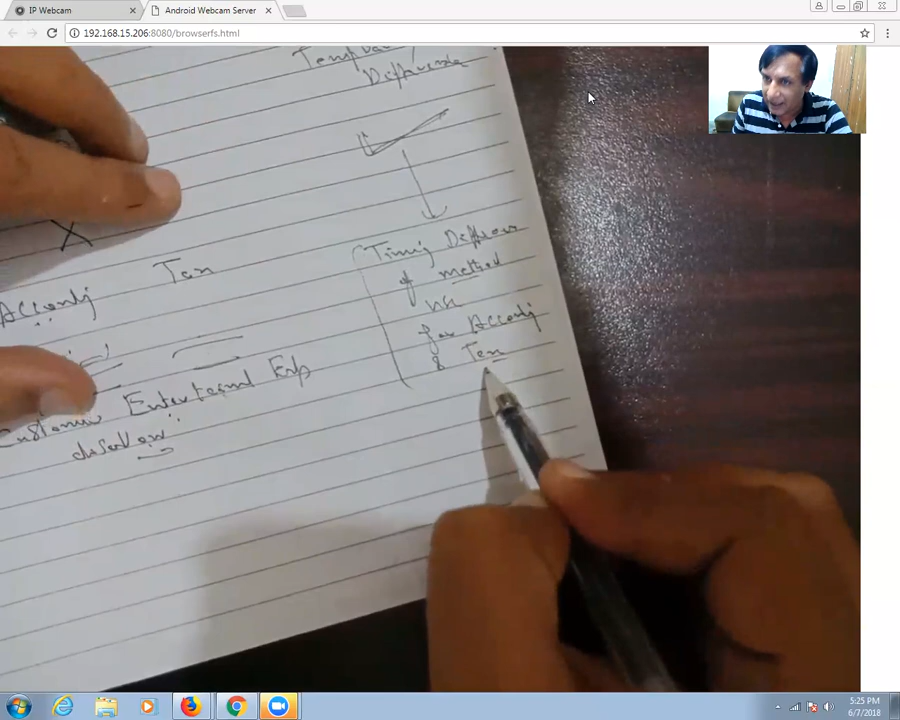 IP Webcam
Android Webcam Server
192.168.15.206:8080/browserfs.html
Temporary
Difference
Timing Difference
of method
for Accounting
& Tax
Accounting Tax
Customer Entertainment Exp
disallow
5:25 PM
6/7/2018